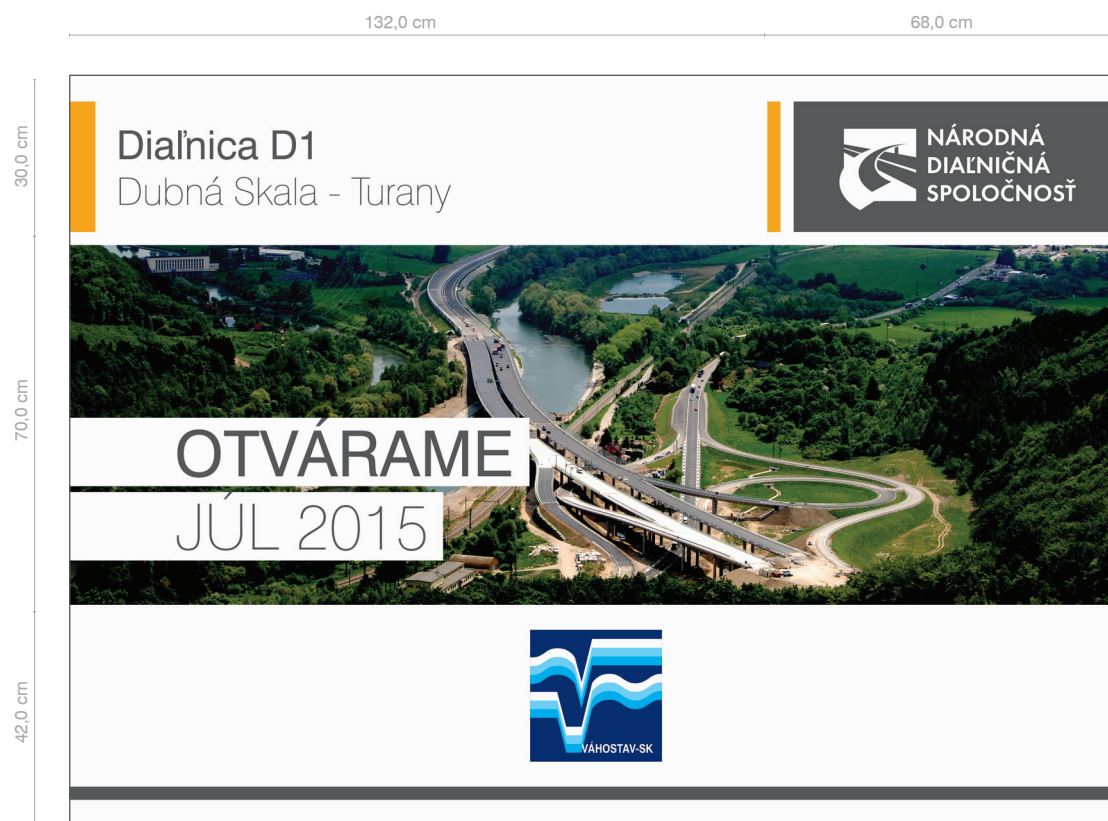 132,0 cm
68,0 cm
30,0 cm
Diaľnica D1
Dubná Skala - Turany
NÁRODNÁ
DIAĽNIČNÁ
SPOLOČNOSŤ
70,0 cm
OTVÁRAME
JÚL 2015
42,0 cm
VÁHOSTAV-SK